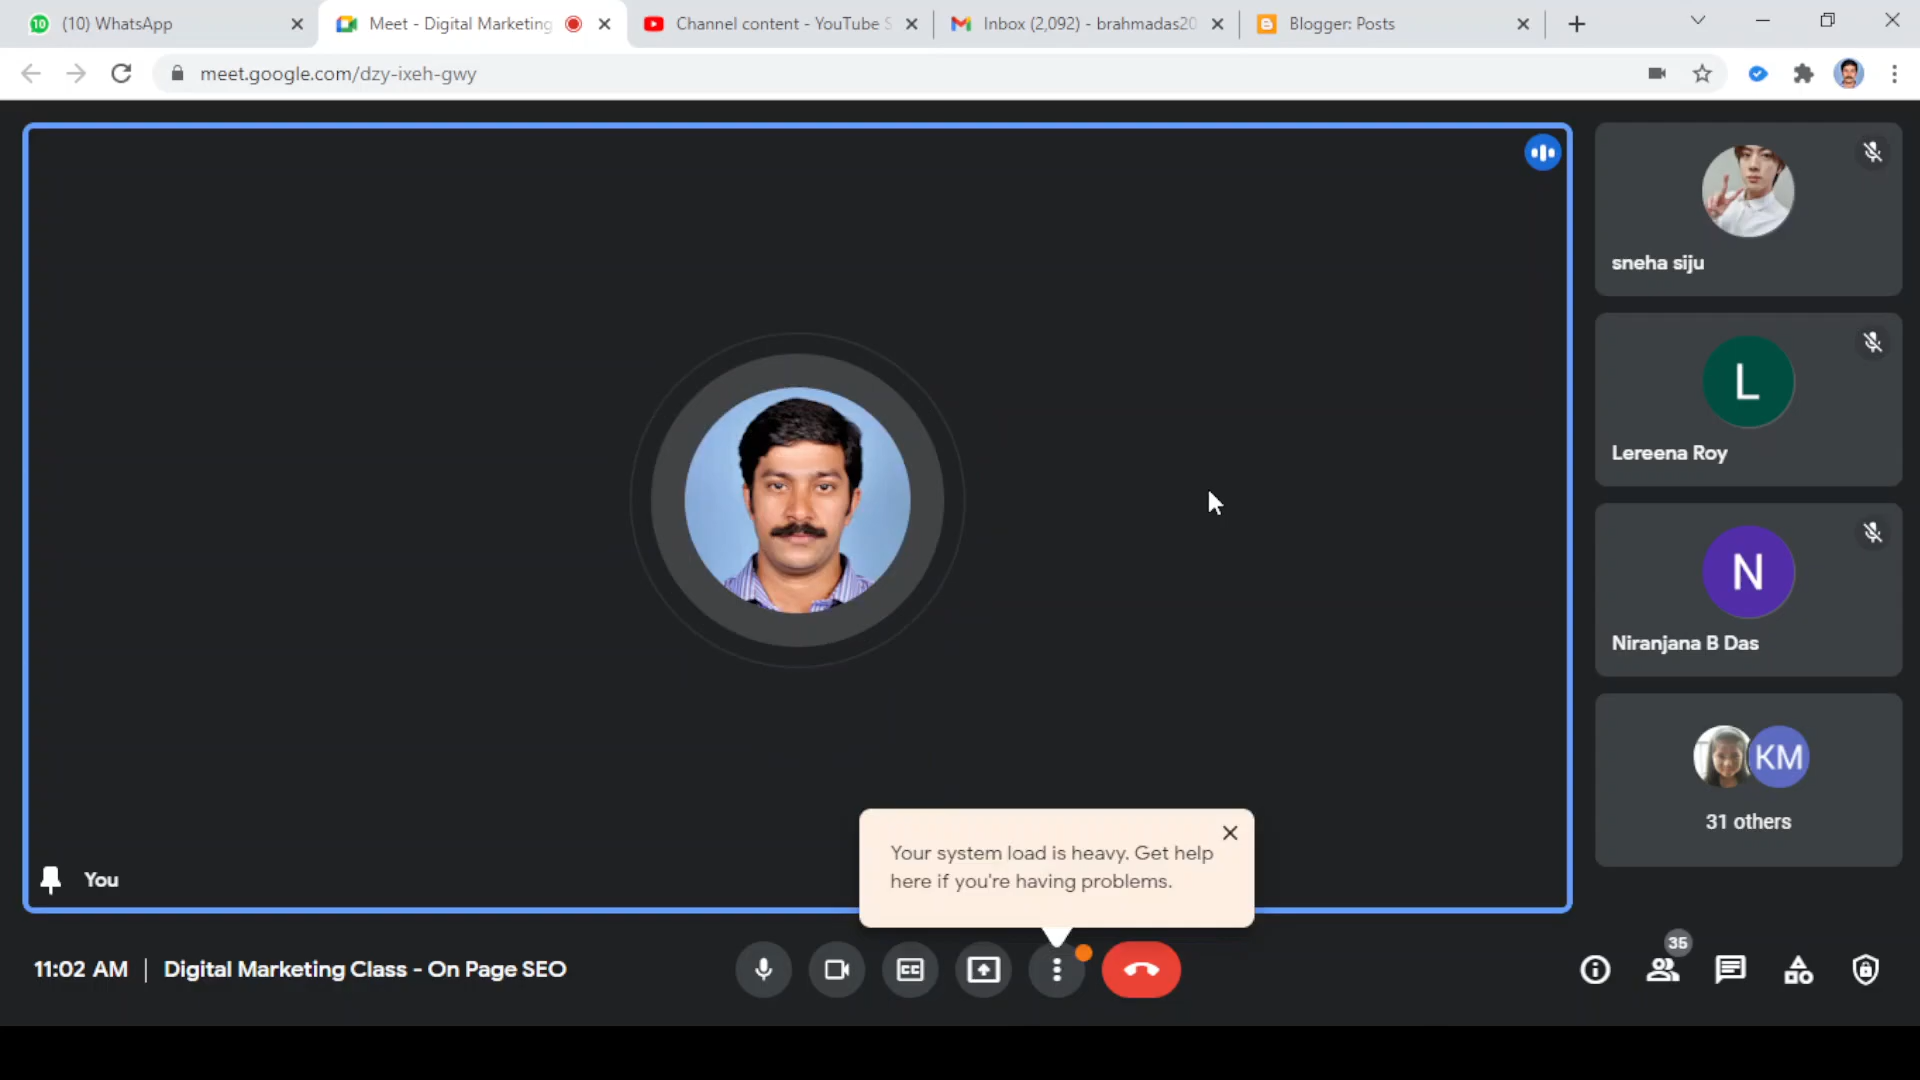 10 (10) WhatsApp
Meet - Digital Marketing
Channel content - YouTube S
Inbox (2,092) - brahmadas20
Blogger: Posts
meet.google.com/dzy-ixeh-gwy
sneha siju
L
Lereena Roy
N
Niranjana B Das
KM
31 others
You
Your system load is heavy. Get help
here if you're having problems.
11:02 AM | Digital Marketing Class - On Page SEO
CC
35